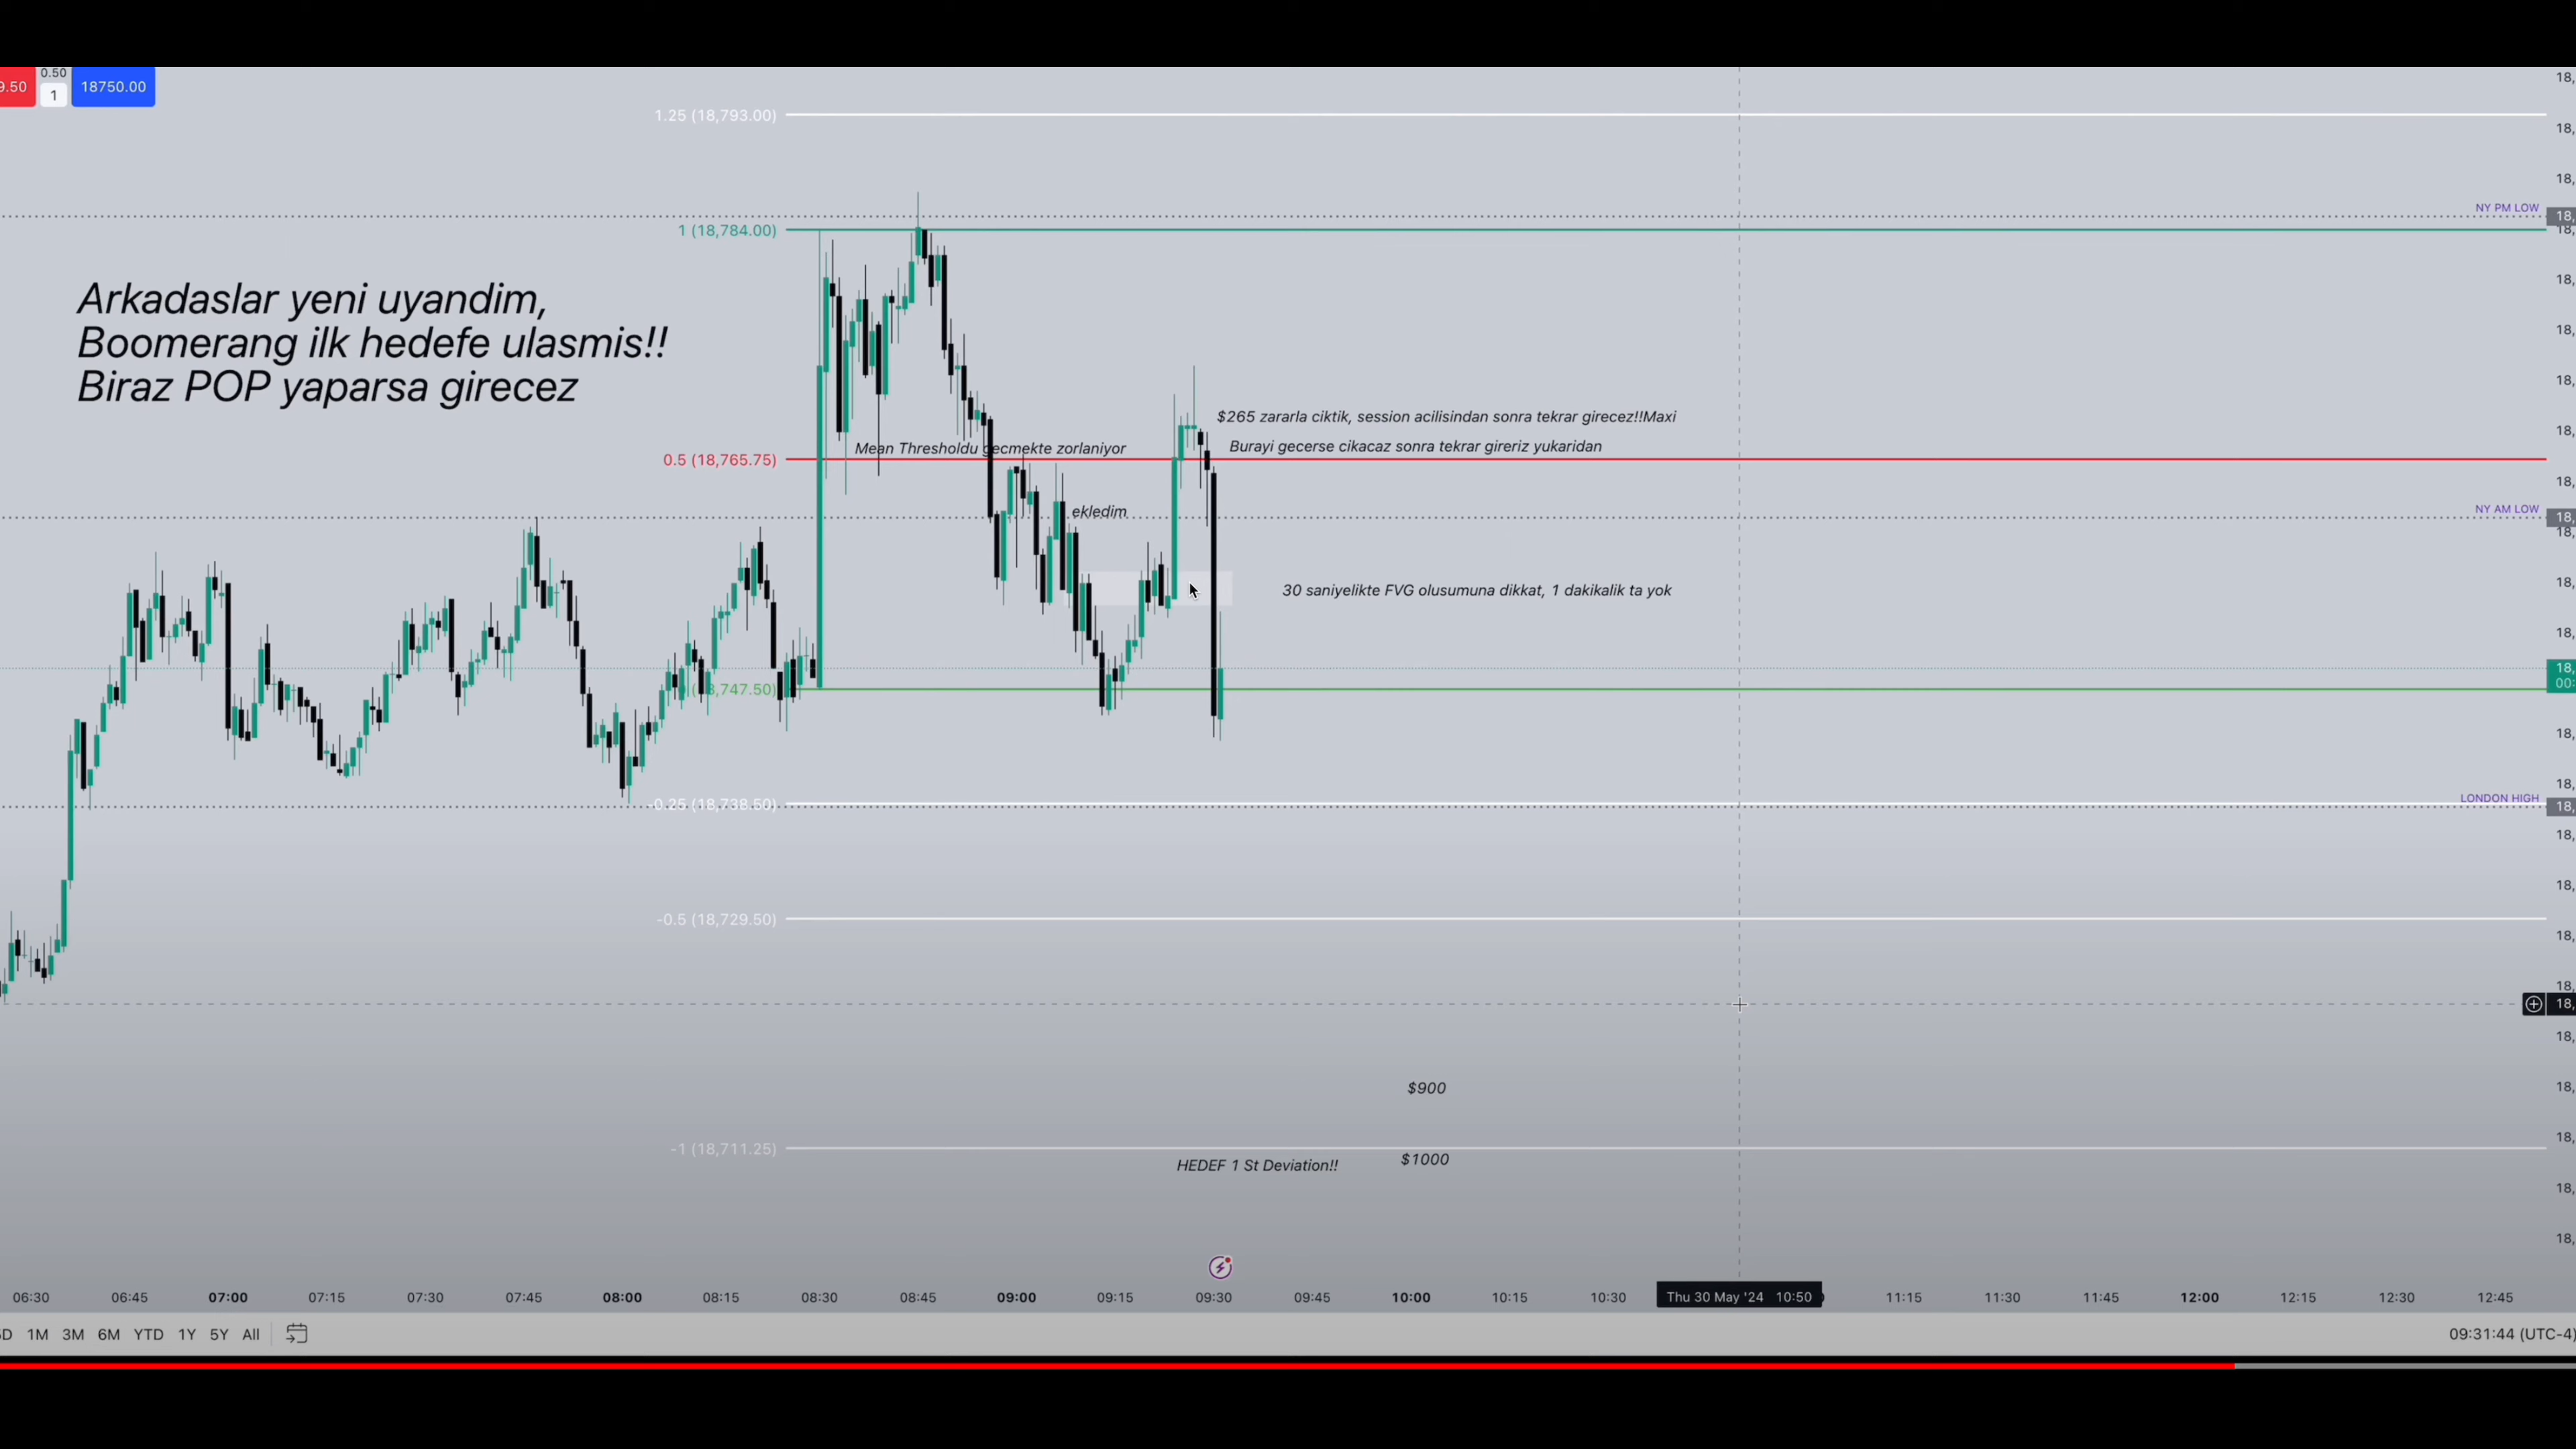 0.50
9.50
1
18750.00
1.25 (18,793.00)
NY PM LOW
1 (18,784.00)
Arkadaslar yeni uyandim,
Boomerang ilk hedefe ulasmis!!
Biraz POP yaparsa girecez
$265 zararla ciktik, session acilisindan sonra tekrar girecez!!Maxi
Mean Thresholdu gecmekte zorlaniyor
Burayi gecerse cikacaz sonra tekrar gireriz yukaridan
0.5 (18,765.75)
ekledim
NY AM LOW
30 saniyelikte FVG olusumuna dikkat, 1 dakikalik ta yok
,747.50)
LONDON HIGH
-0.25 (18,738.50)
-0.5 (18,729.50)
$900
-1 (18,711.25)
HEDEF 1 St Deviation!!
$1000
06:30 06:45 07:00 07:15 07:30 07:45 08:00 08:15 08:30 08:45 09:00 09:15 09:30 09:45 10:00 10:15 10:30 Thu 30 May '24 10:50 11:15 11:30 11:45 12:00 12:15 12:30 12:45
5D 1M 3M 6M YTD 1Y 5Y All
09:31:44 (UTC-4)